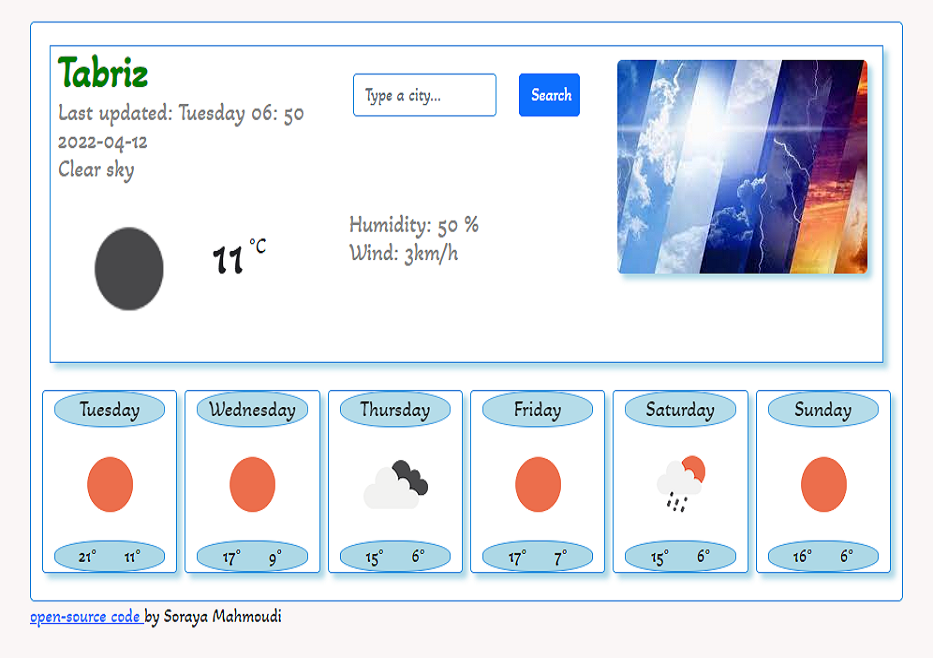 Tabriz
Last updated: Tuesday 06: 50
2022-04-12
Clear sky
Type a city...
Search
11 °C
Humidity: 50 %
Wind: 3km/h
Tuesday
21° 11°
Wednesday
17° 9°
Thursday
15° 6°
Friday
17° 7°
Saturday
15° 6°
Sunday
16° 6°
open-source code by Soraya Mahmoudi